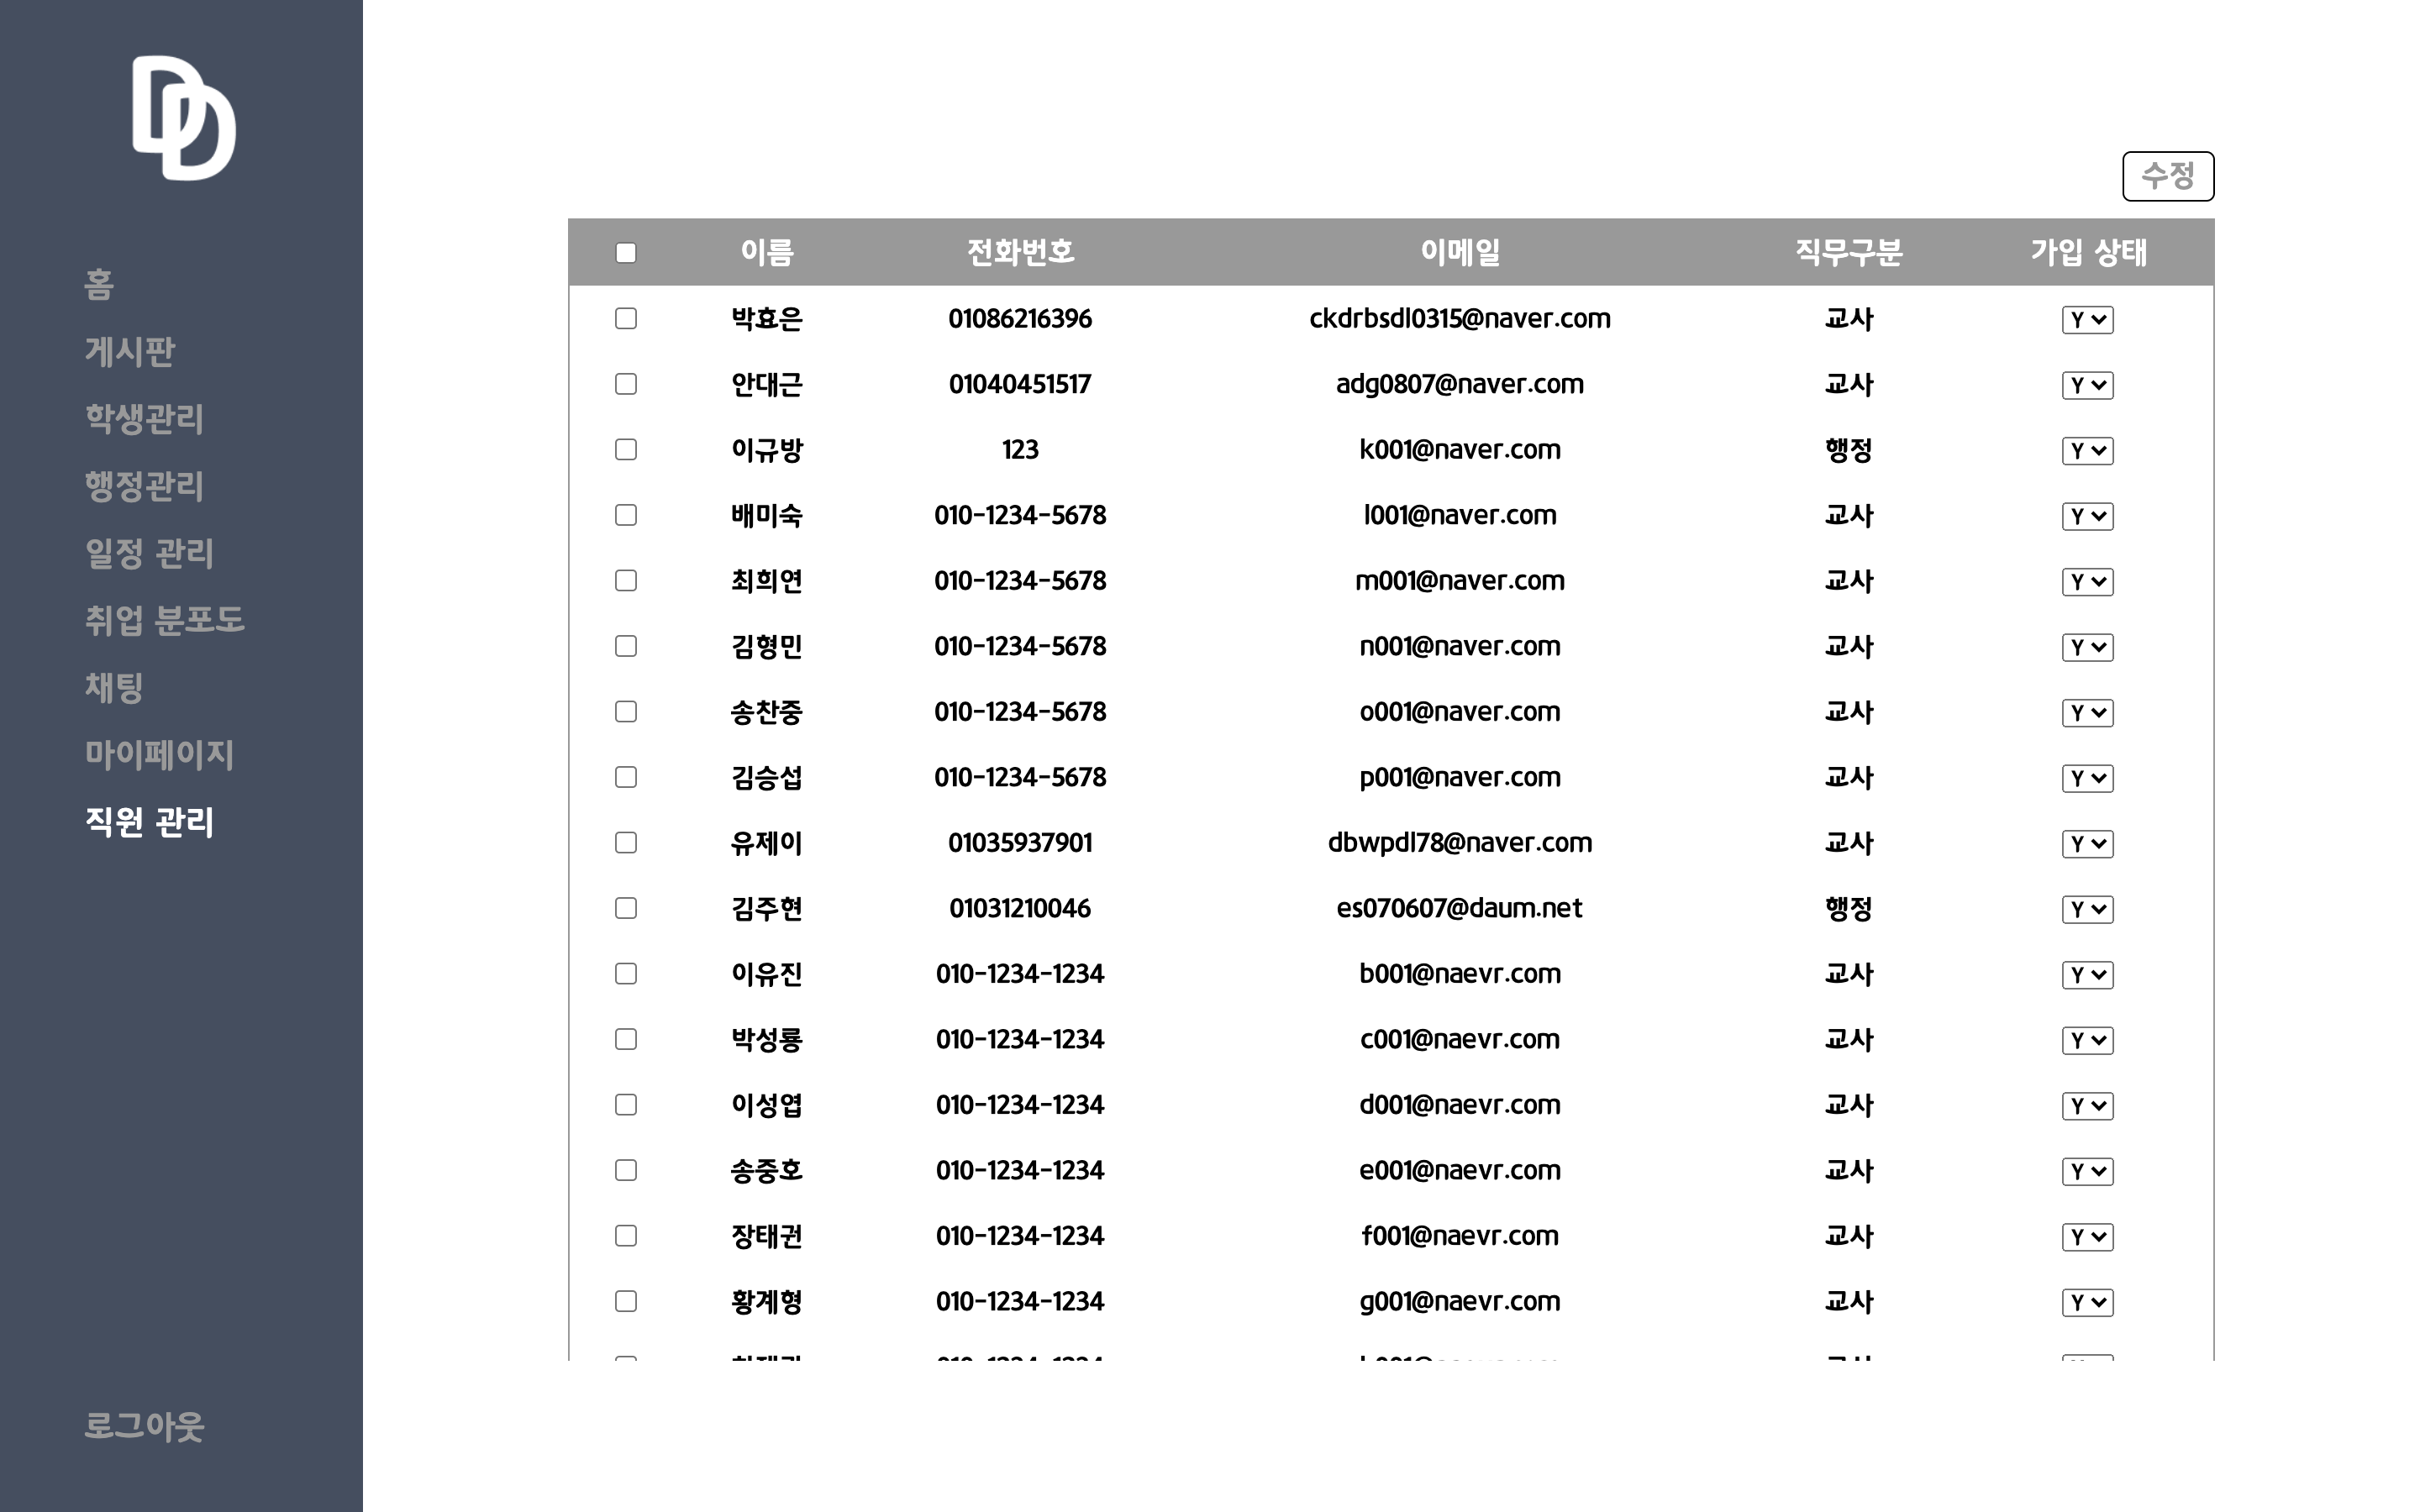 DD
홈
게시판
학생관리
행정관리
일정 관리
취업 분포도
채팅
마이페이지
직원 관리
로그아웃
수정
이름 전화번호 이메일 직무구분 가입 상태
박효은 01086216396 ckdrbsdl0315@naver.com 교사 Y
안대근 01040451517 adg0807@naver.com 교사 Y
이규방 123 k001@naver.com 행정 Y
배미숙 010-1234-5678 l001@naver.com 교사 Y
최희연 010-1234-5678 m001@naver.com 교사 Y
김형민 010-1234-5678 n001@naver.com 교사 Y
송찬중 010-1234-5678 o001@naver.com 교사 Y
김승섭 010-1234-5678 p001@naver.com 교사 Y
유제이 01035937901 dbwpdl78@naver.com 교사 Y
김주현 01031210046 es070607@daum.net 행정 Y
이유진 010-1234-1234 b001@naevr.com 교사 Y
박성룡 010-1234-1234 c001@naevr.com 교사 Y
이성엽 010-1234-1234 d001@naevr.com 교사 Y
송중호 010-1234-1234 e001@naevr.com 교사 Y
장태권 010-1234-1234 f001@naevr.com 교사 Y
황계형 010-1234-1234 g001@naevr.com 교사 Y